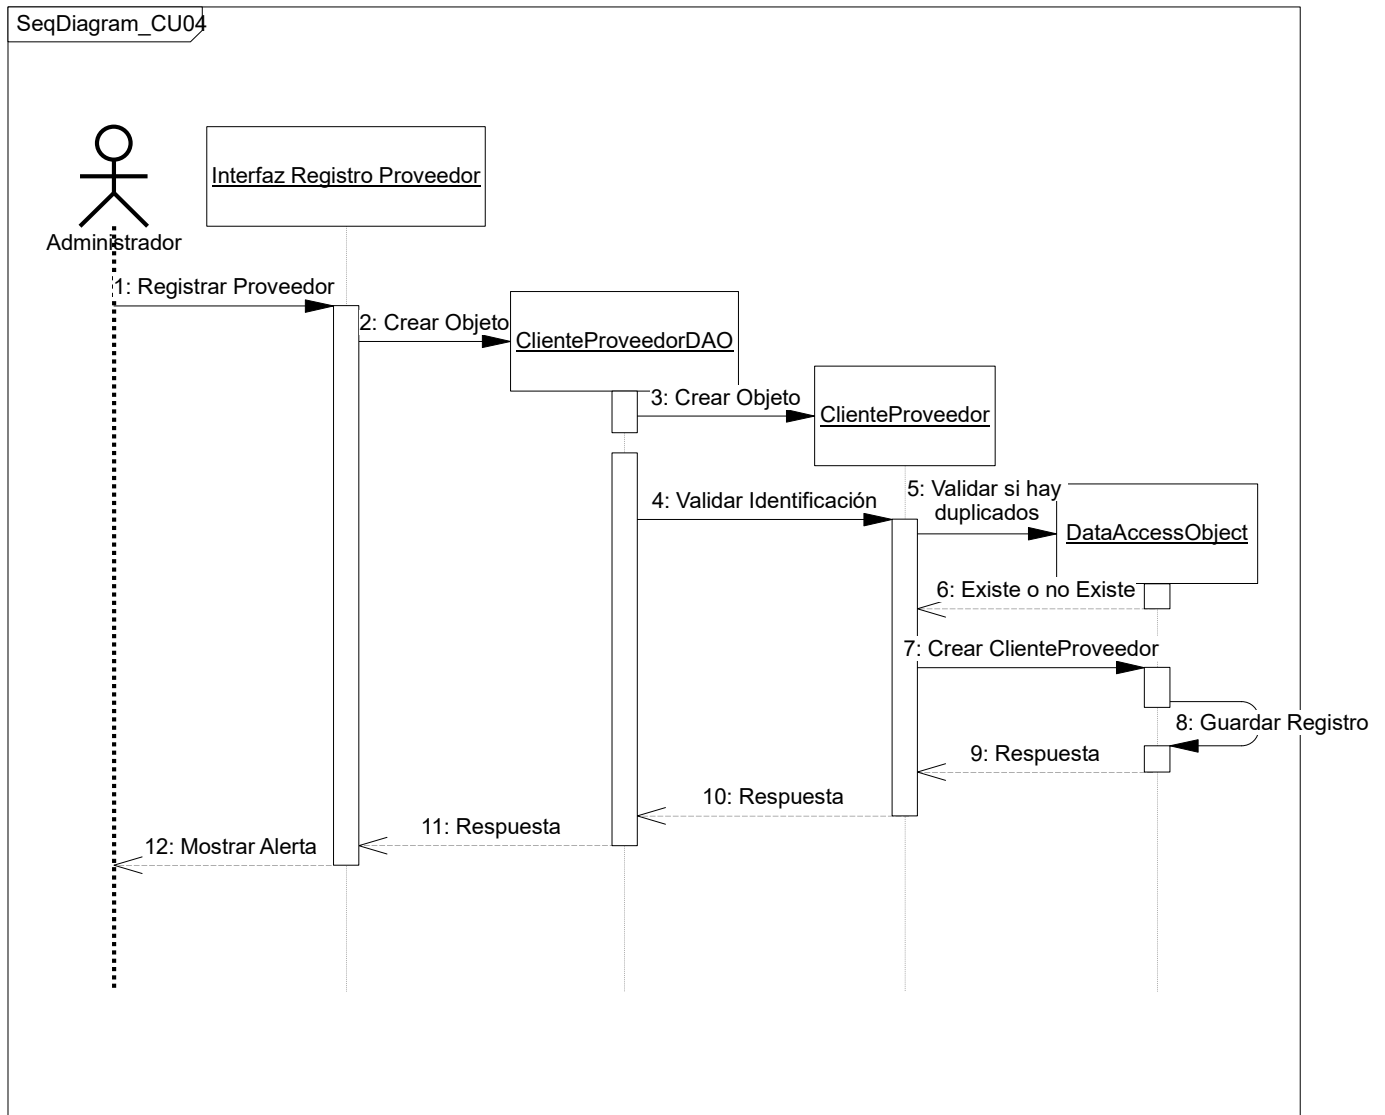 SeqDiagram_CU04
Interfaz Registro Proveedor
Administrador
1: Registrar Proveedor
2: Crear Objeto
ClienteProveedorDAO
3: Crear Objeto
ClienteProveedor
4: Validar Identificación
5: Validar si hay
duplicados
DataAccessObject
6: Existe o no Existe
7: Crear ClienteProveedor
8: Guardar Registro
9: Respuesta
10: Respuesta
11: Respuesta
12: Mostrar Alerta